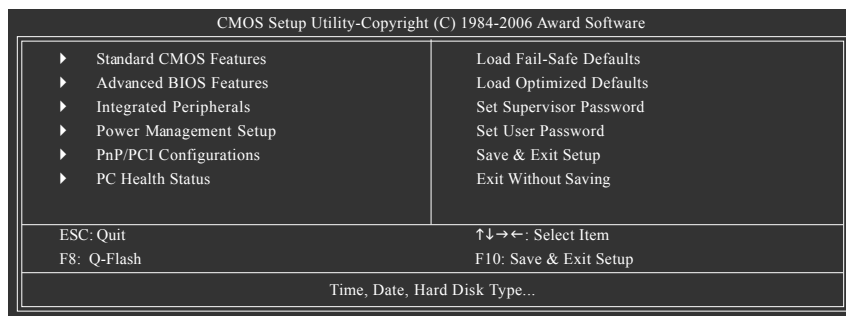 CMOS Setup Utility-Copyright (C) 1984-2006 Award Software
▶ Standard CMOS Features
▶ Advanced BIOS Features
▶ Integrated Peripherals
▶ Power Management Setup
▶ PnP/PCI Configurations
▶ PC Health Status
Load Fail-Safe Defaults
Load Optimized Defaults
Set Supervisor Password
Set User Password
Save & Exit Setup
Exit Without Saving
ESC: Quit
F8: Q-Flash
↑↓→←: Select Item
F10: Save & Exit Setup
Time, Date, Hard Disk Type...